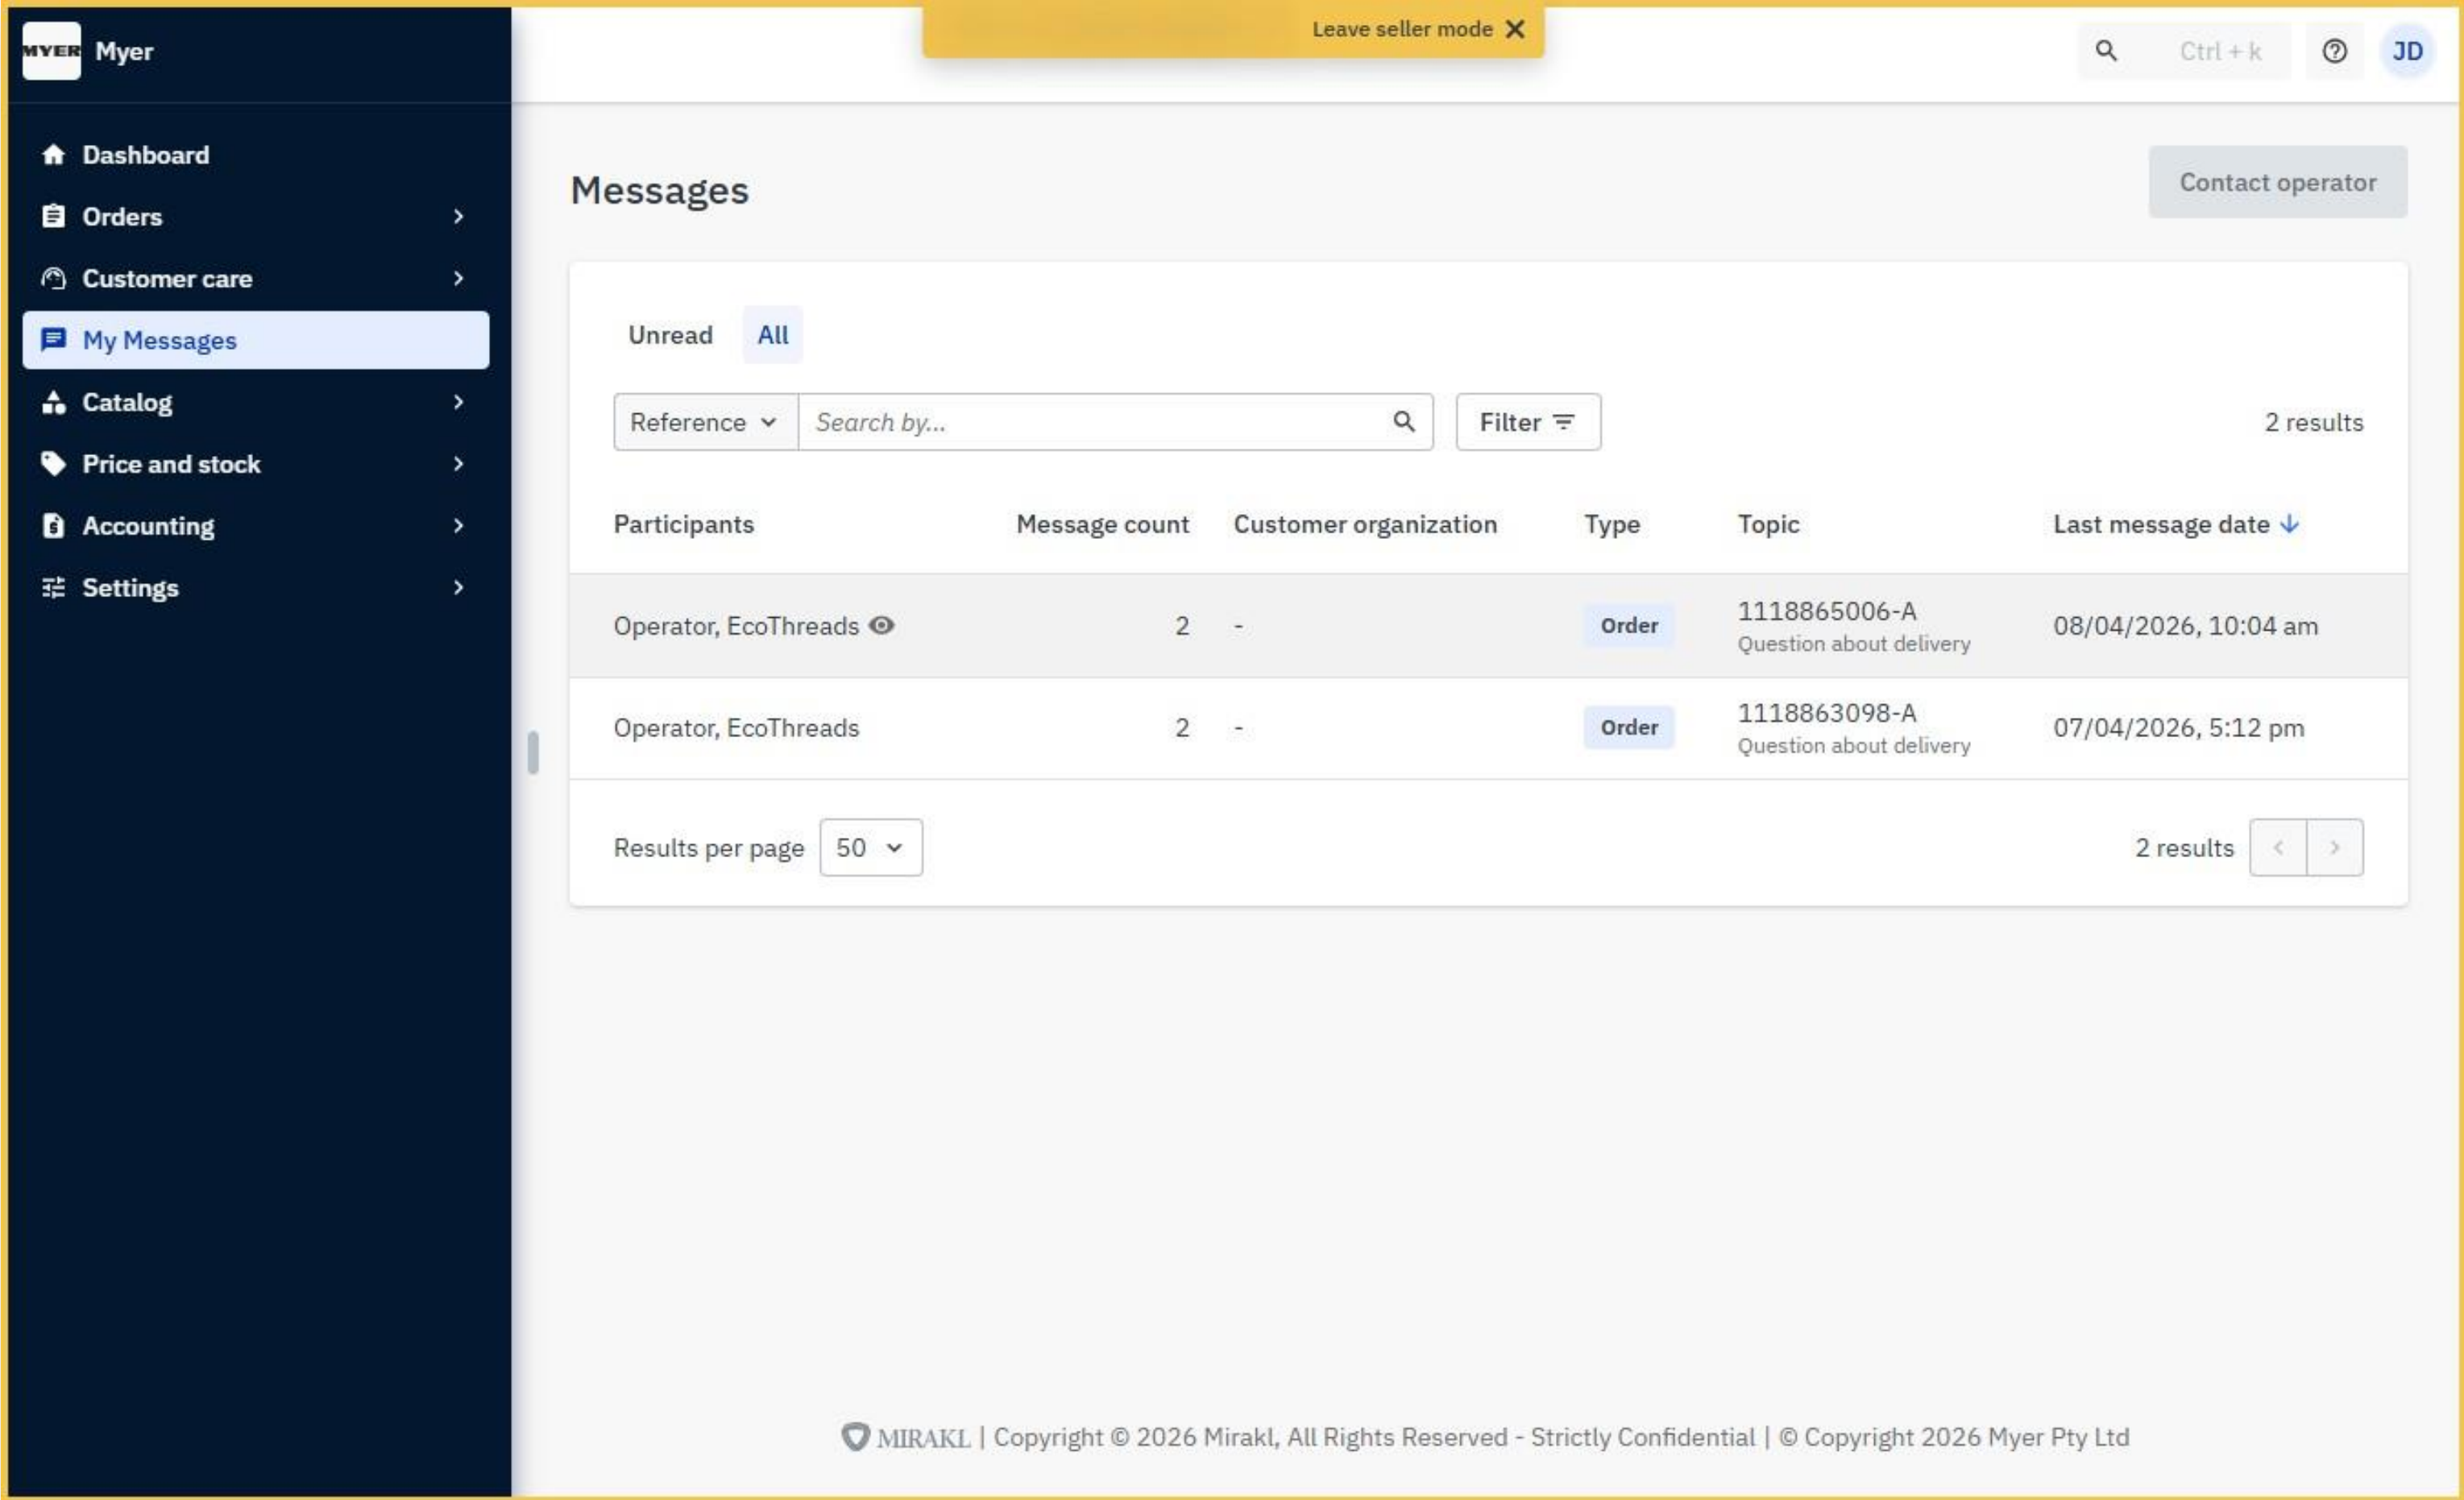 MYER Myer
Leave seller mode
Ctrl + k
JD
Dashboard
Orders
Customer care
My Messages
Catalog
Price and stock
Accounting
Settings
Messages
Contact operator
Unread All
Reference Search by... Filter 2 results
Participants Message count Customer organization Type Topic Last message date
Operator, EcoThreads 2 - Order 1118865006-A 08/04/2026, 10:04 am
Question about delivery
Operator, EcoThreads 2 - Order 1118863098-A 07/04/2026, 5:12 pm
Question about delivery
Results per page 50 2 results
MIRAKL | Copyright © 2026 Mirakl, All Rights Reserved - Strictly Confidential | © Copyright 2026 Myer Pty Ltd